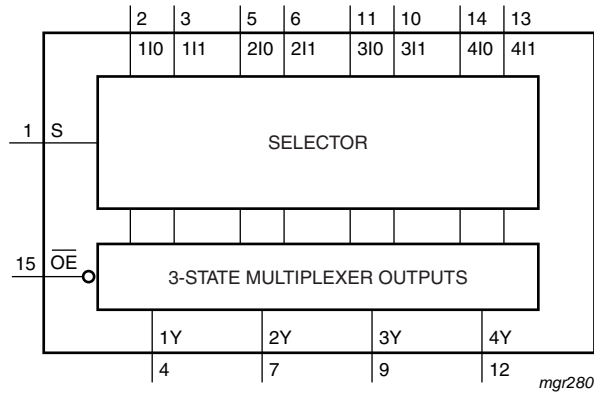 2 3 5 6 11 10 14 13
1I0 1I1 2I0 2I1 3I0 3I1 4I0 4I1
1 S
SELECTOR
15 O̅E̅
3-STATE MULTIPLEXER OUTPUTS
1Y 2Y 3Y 4Y
4 7 9 12
mgr280